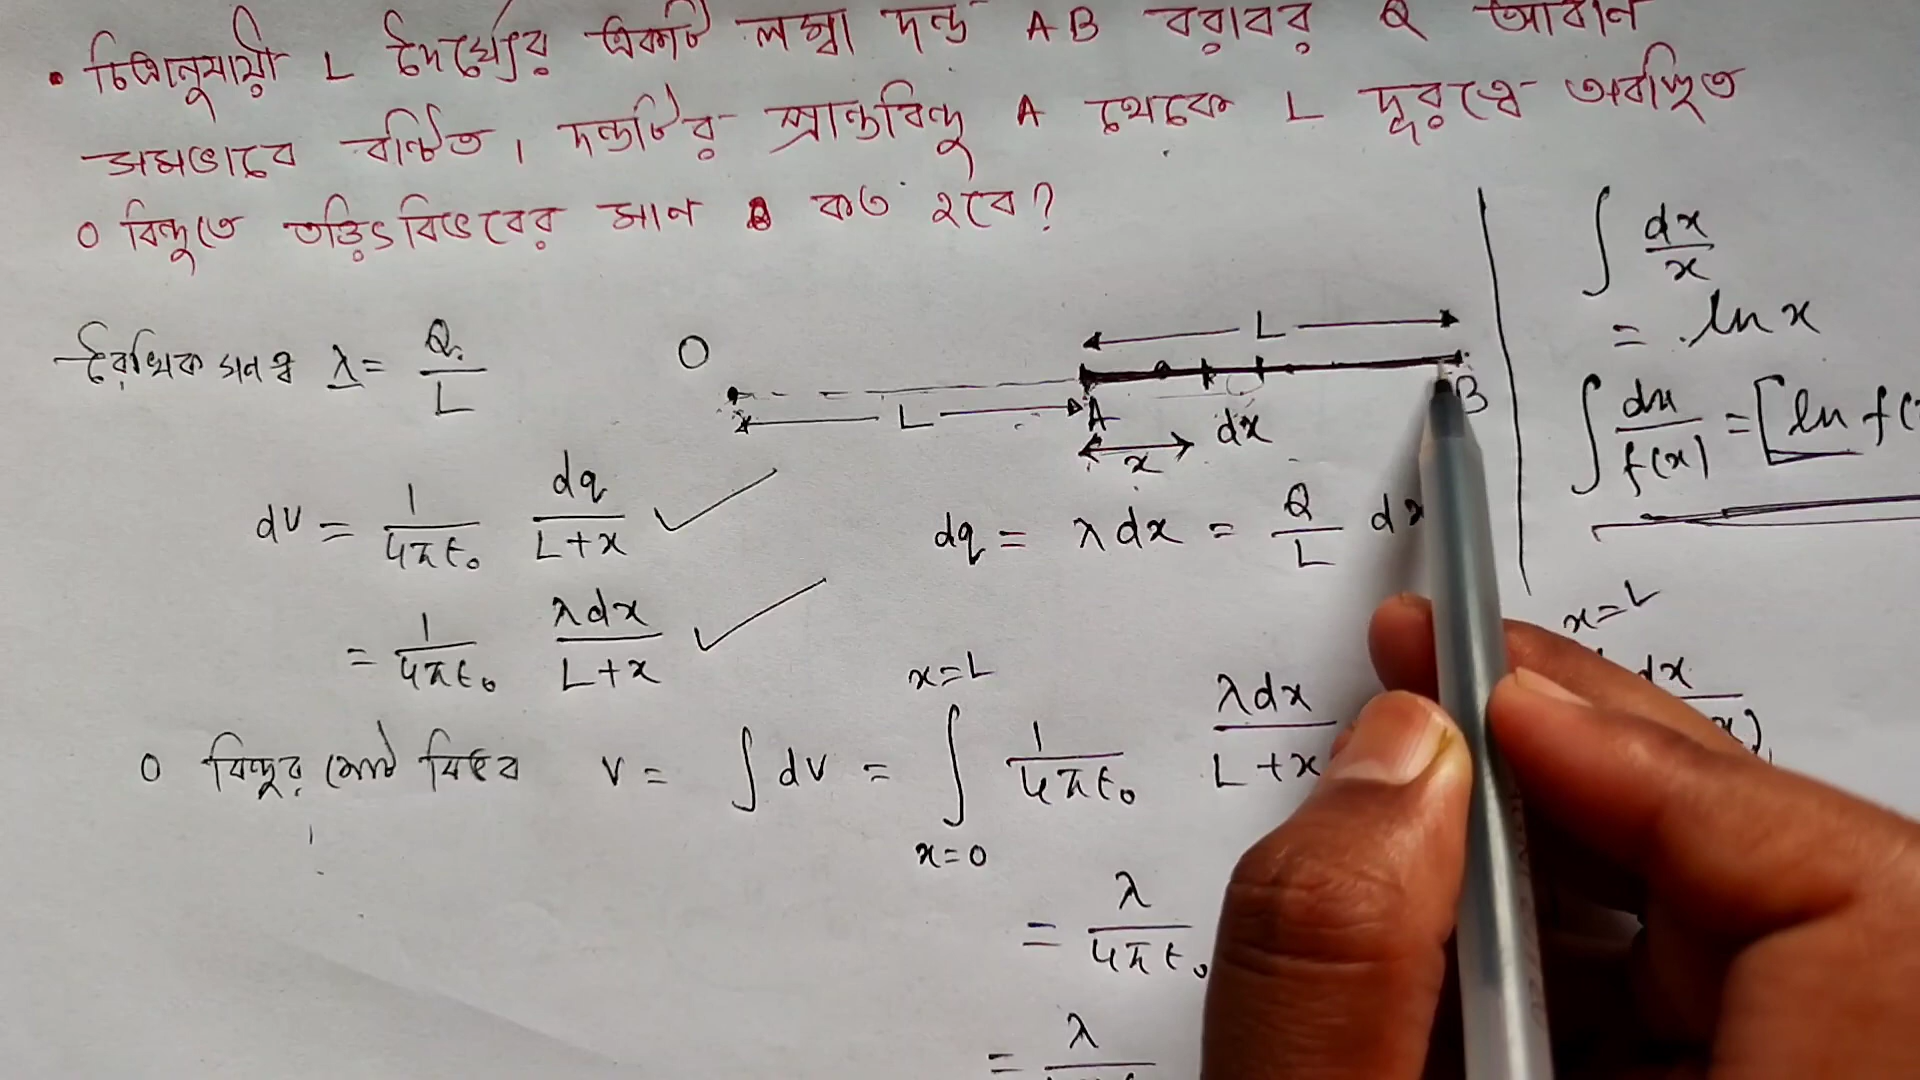 • চিত্রানুযায়ী L দৈর্ঘ্যের একটি লম্বা দন্ড AB বরাবর Q আধান
সমভাবে বন্টিত। দন্ডটির প্রান্তবিন্দু A থেকে L দূরত্বে অবস্থিত
O বিন্দুতে তড়িৎবিভবের মান কত হবে?
রৈখিক ঘনত্ব λ = Q/L
O
L
A
B
L
x
dx
∫ dx/x
= ln x
∫ dx/f(x) = [ln f(
dv = 1/4πε₀ dq/L+x
dq = λdx = Q/L dx
= 1/4πε₀ λdx/L+x
O বিন্দুর মোট বিভব v = ∫dv = ∫ x=0 x=L 1/4πε₀ λdx/L+x
x=L
dx
= λ/4πε₀
= λ